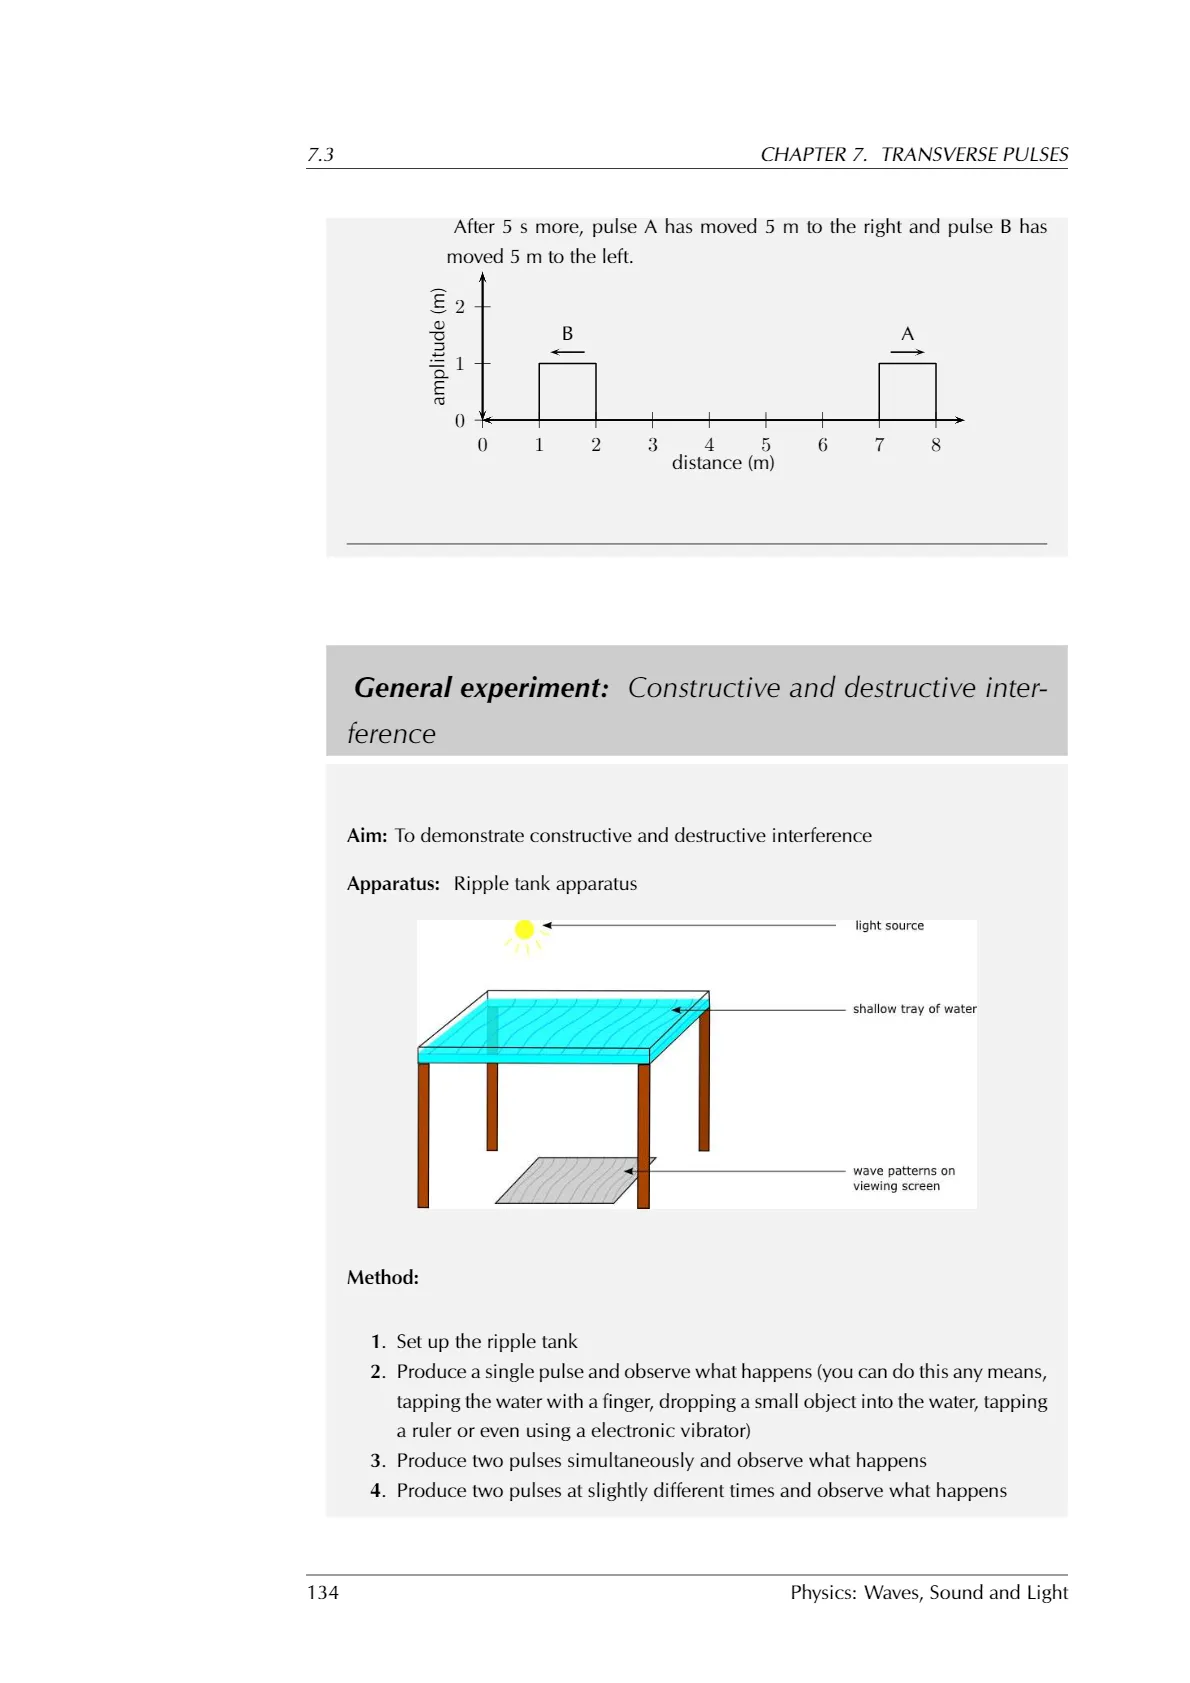 7.3 CHAPTER 7. TRANSVERSE PULSES
After 5 s more, pulse A has moved 5 m to the right and pulse B has
moved 5 m to the left.
amplitude (m)
2
1
0
B
A
0 1 2 3 4 5 6 7 8
distance (m)
General experiment: Constructive and destructive inter-
ference
Aim: To demonstrate constructive and destructive interference
Apparatus: Ripple tank apparatus
light source
shallow tray of water
wave patterns on
viewing screen
Method:
1. Set up the ripple tank
2. Produce a single pulse and observe what happens (you can do this any means,
tapping the water with a finger, dropping a small object into the water, tapping
a ruler or even using a electronic vibrator)
3. Produce two pulses simultaneously and observe what happens
4. Produce two pulses at slightly different times and observe what happens
134 Physics: Waves, Sound and Light